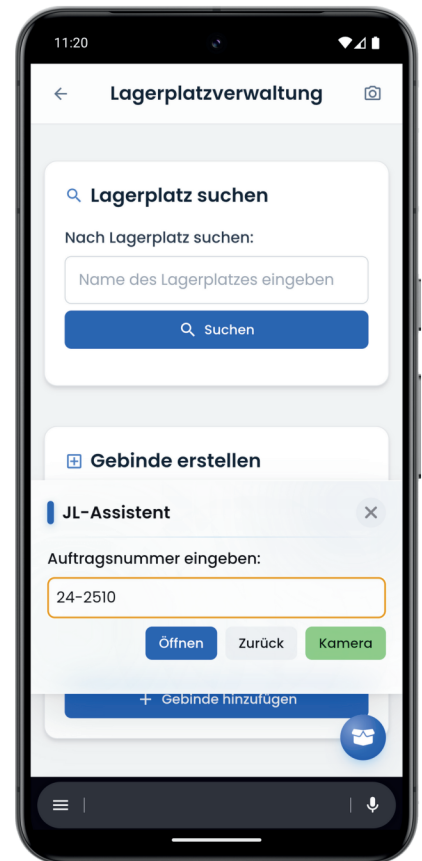 11:20
Lagerplatzverwaltung
Lagerplatz suchen
Nach Lagerplatz suchen:
Name des Lagerplatzes eingeben
Suchen
Gebinde erstellen
JL-Assistent
Auftragsnummer eingeben:
24-2510
Öffnen Zurück Kamera
+ Gebinde hinzufügen